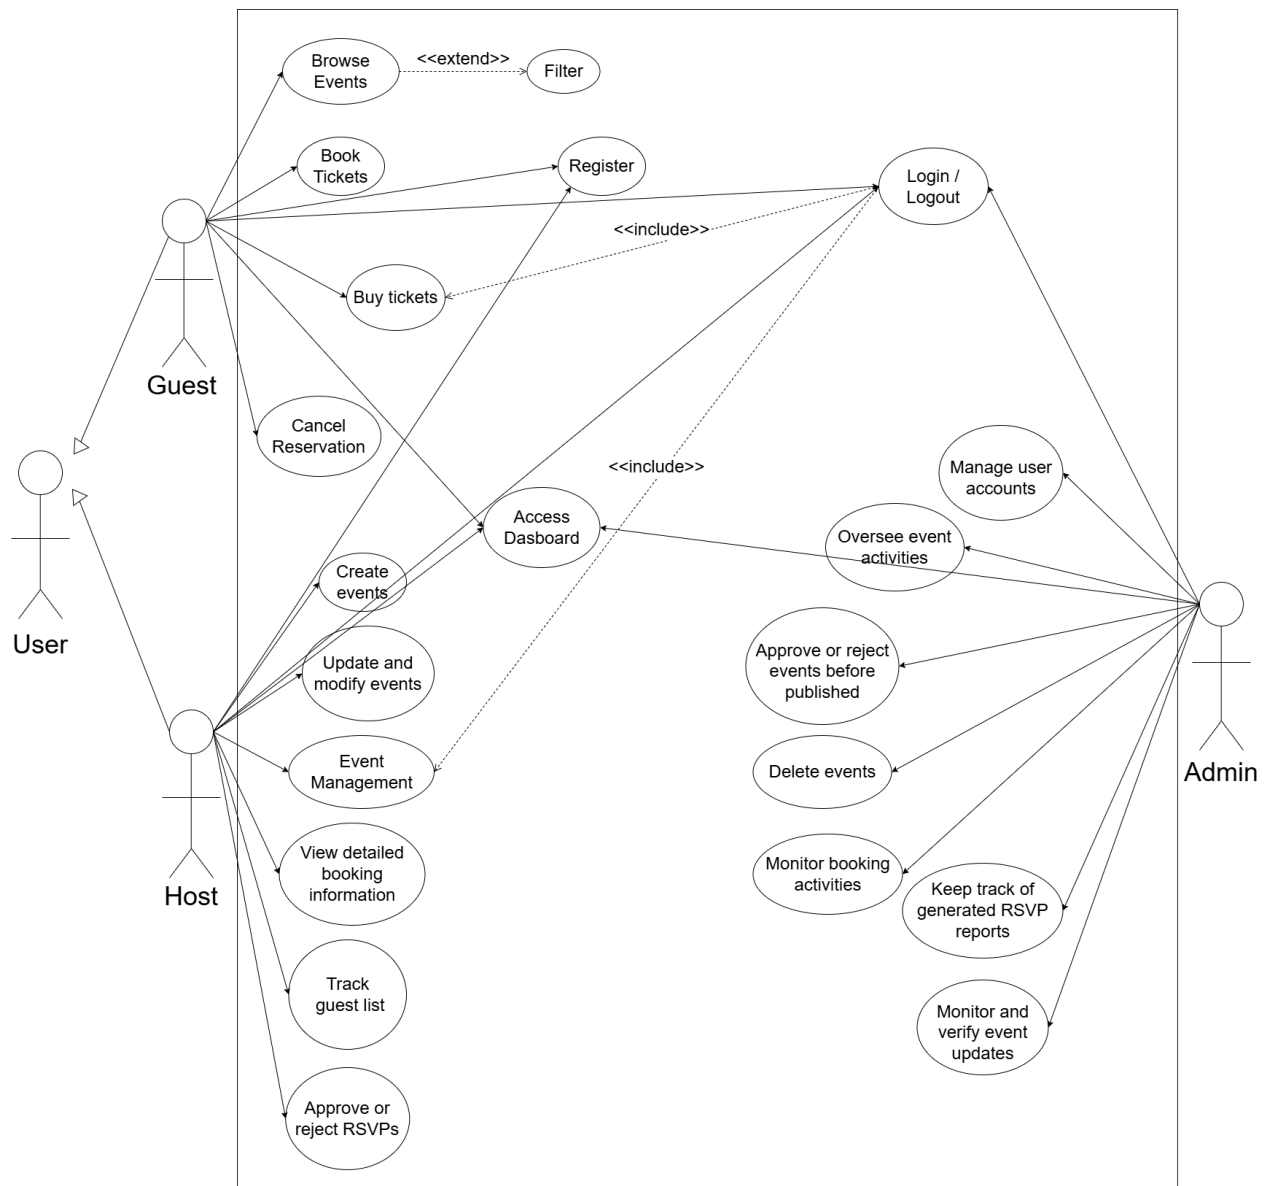 Browse
Events
<<extend>>
Filter
Book
Tickets
Register
Login /
Logout
<<include>>
Buy tickets
Guest
Cancel
Reservation
<<include>>
Manage user
accounts
Access
Dasboard
Oversee event
activities
Create
events
User
Update and
modify events
Approve or reject
events before
published
Event
Management
Delete events
Admin
View detailed
booking
information
Host
Monitor booking
activities
Keep track of
generated RSVP
reports
Track
guest list
Monitor and
verify event
updates
Approve or
reject RSVPs